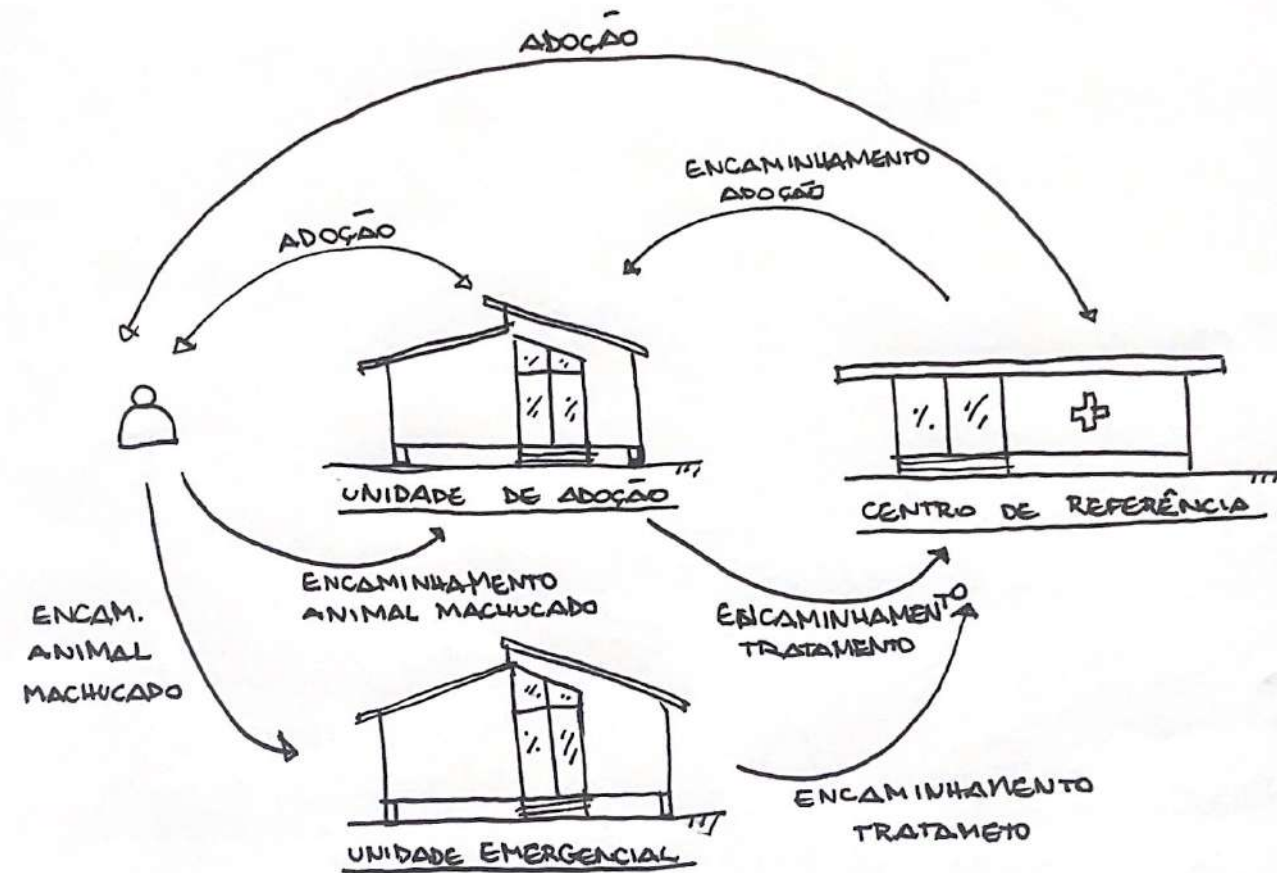 ADOÇÃO
ENCAMINHAMENTO
ADOÇÃO
ADOÇÃO
UNIDADE DE ADOÇÃO
CENTRO DE REFERÊNCIA
ENCAMINHAMENTO
ANIMAL MACHUCADO
ENCAM.
ANIMAL
MACHUCADO
ENCAMINHAMENTO
TRATAMENTO
ENCAMINHAMENTO
TRATAMETO
UNIDADE EMERGENCIAL